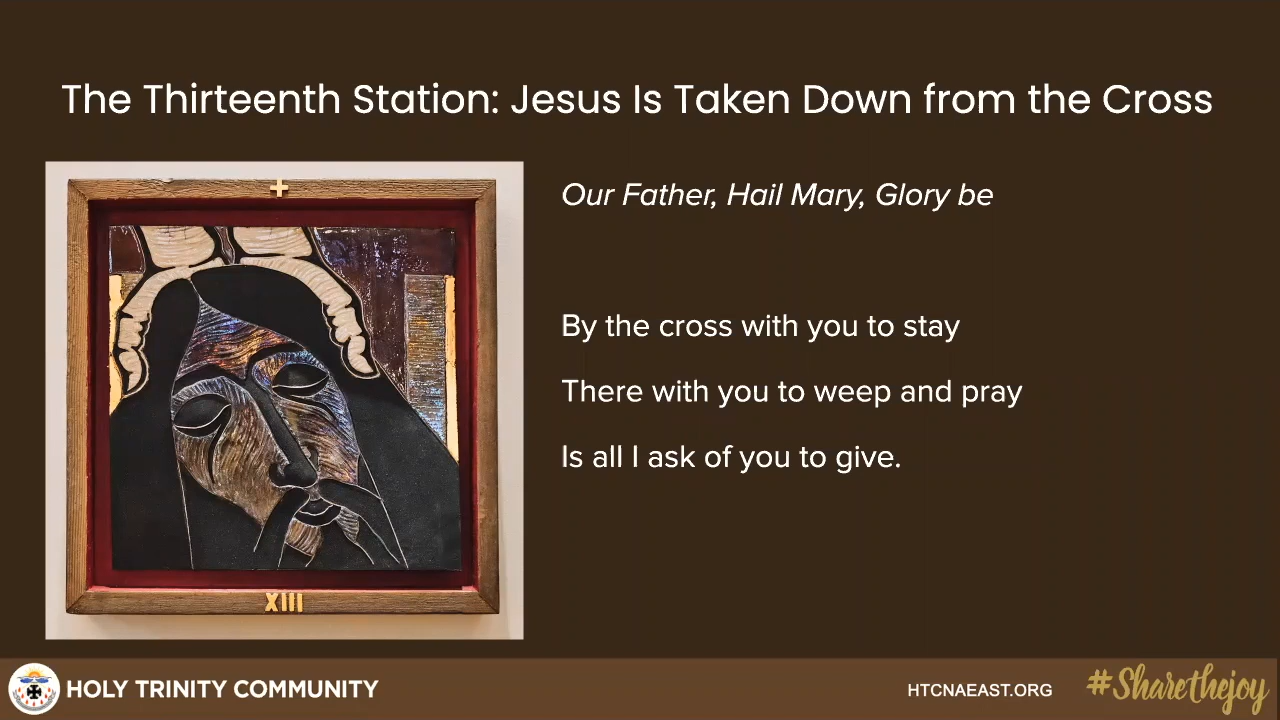 The Thirteenth Station: Jesus Is Taken Down from the Cross
Our Father, Hail Mary, Glory be
By the cross with you to stay
There with you to weep and pray
Is all I ask of you to give.
XIII
HOLY TRINITY COMMUNITY
HTCNAEAST.ORG
#Sharethejoy